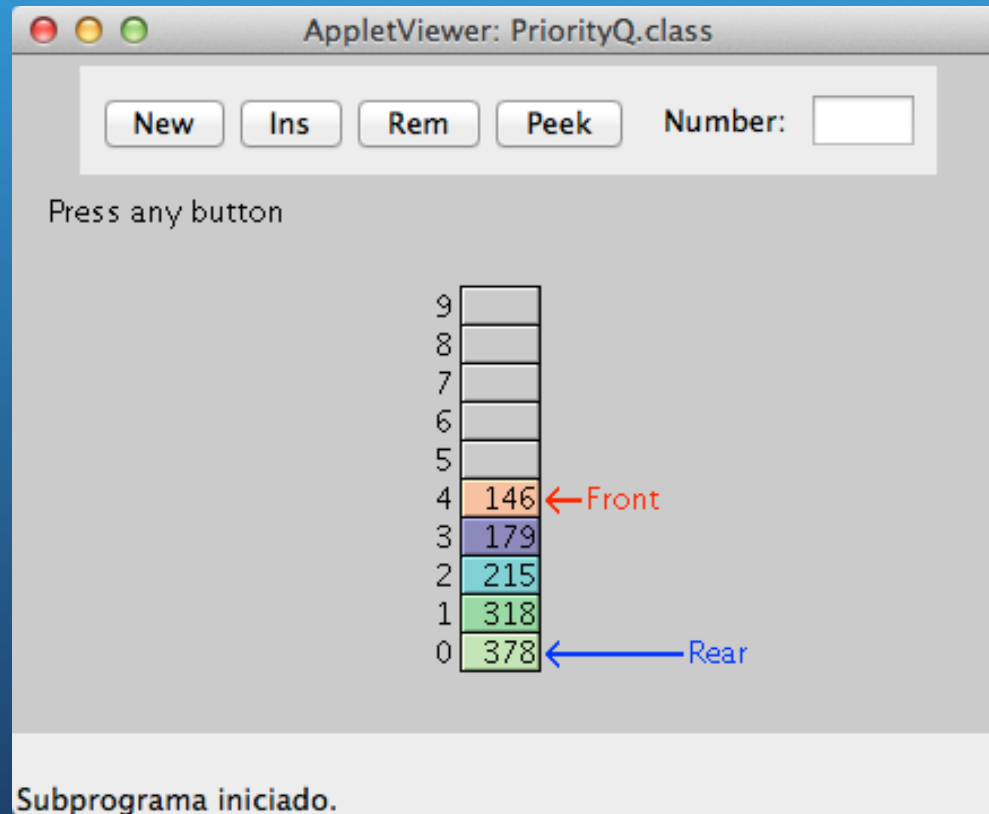 AppletViewer: PriorityQ.class
New Ins Rem Peek Number:
Press any button
9
8
7
6
5
4 146 Front
3 179
2 215
1 318
0 378 Rear
Subprograma iniciado.